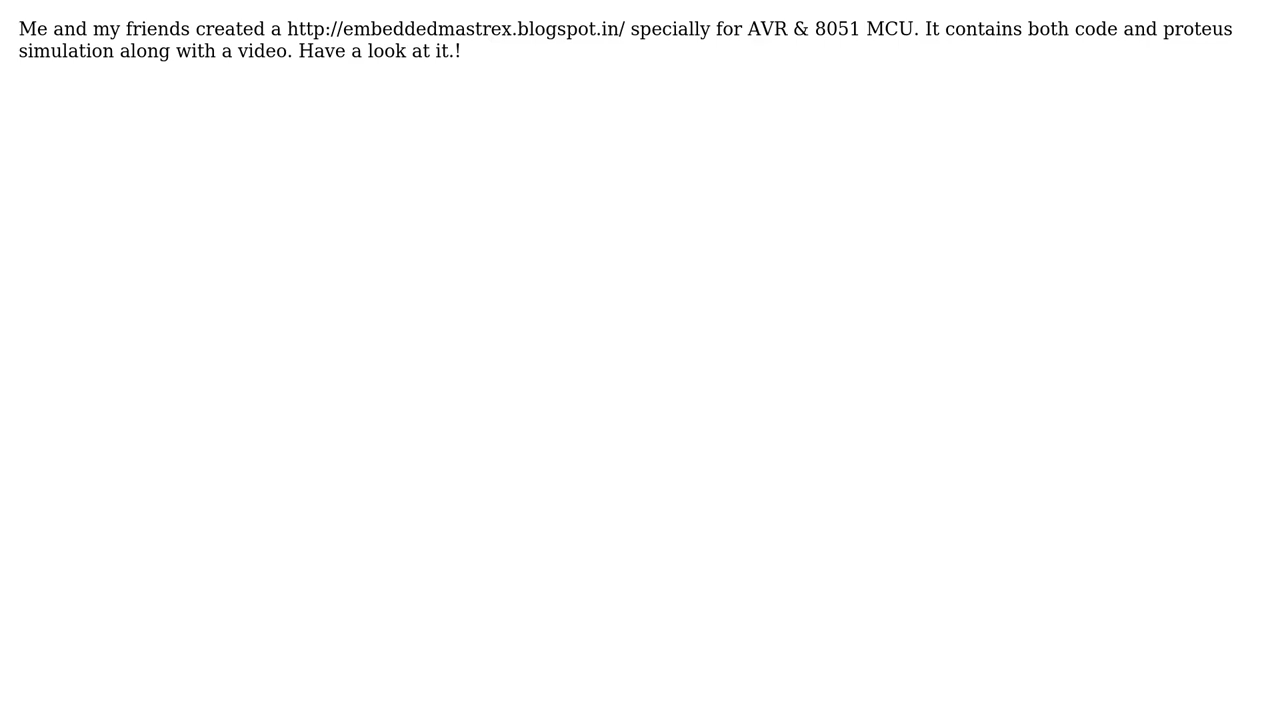 Me and my friends created a http://embeddedmastrex.blogspot.in/ specially for AVR & 8051 MCU. It contains both code and proteus
simulation along with a video. Have a look at it.!